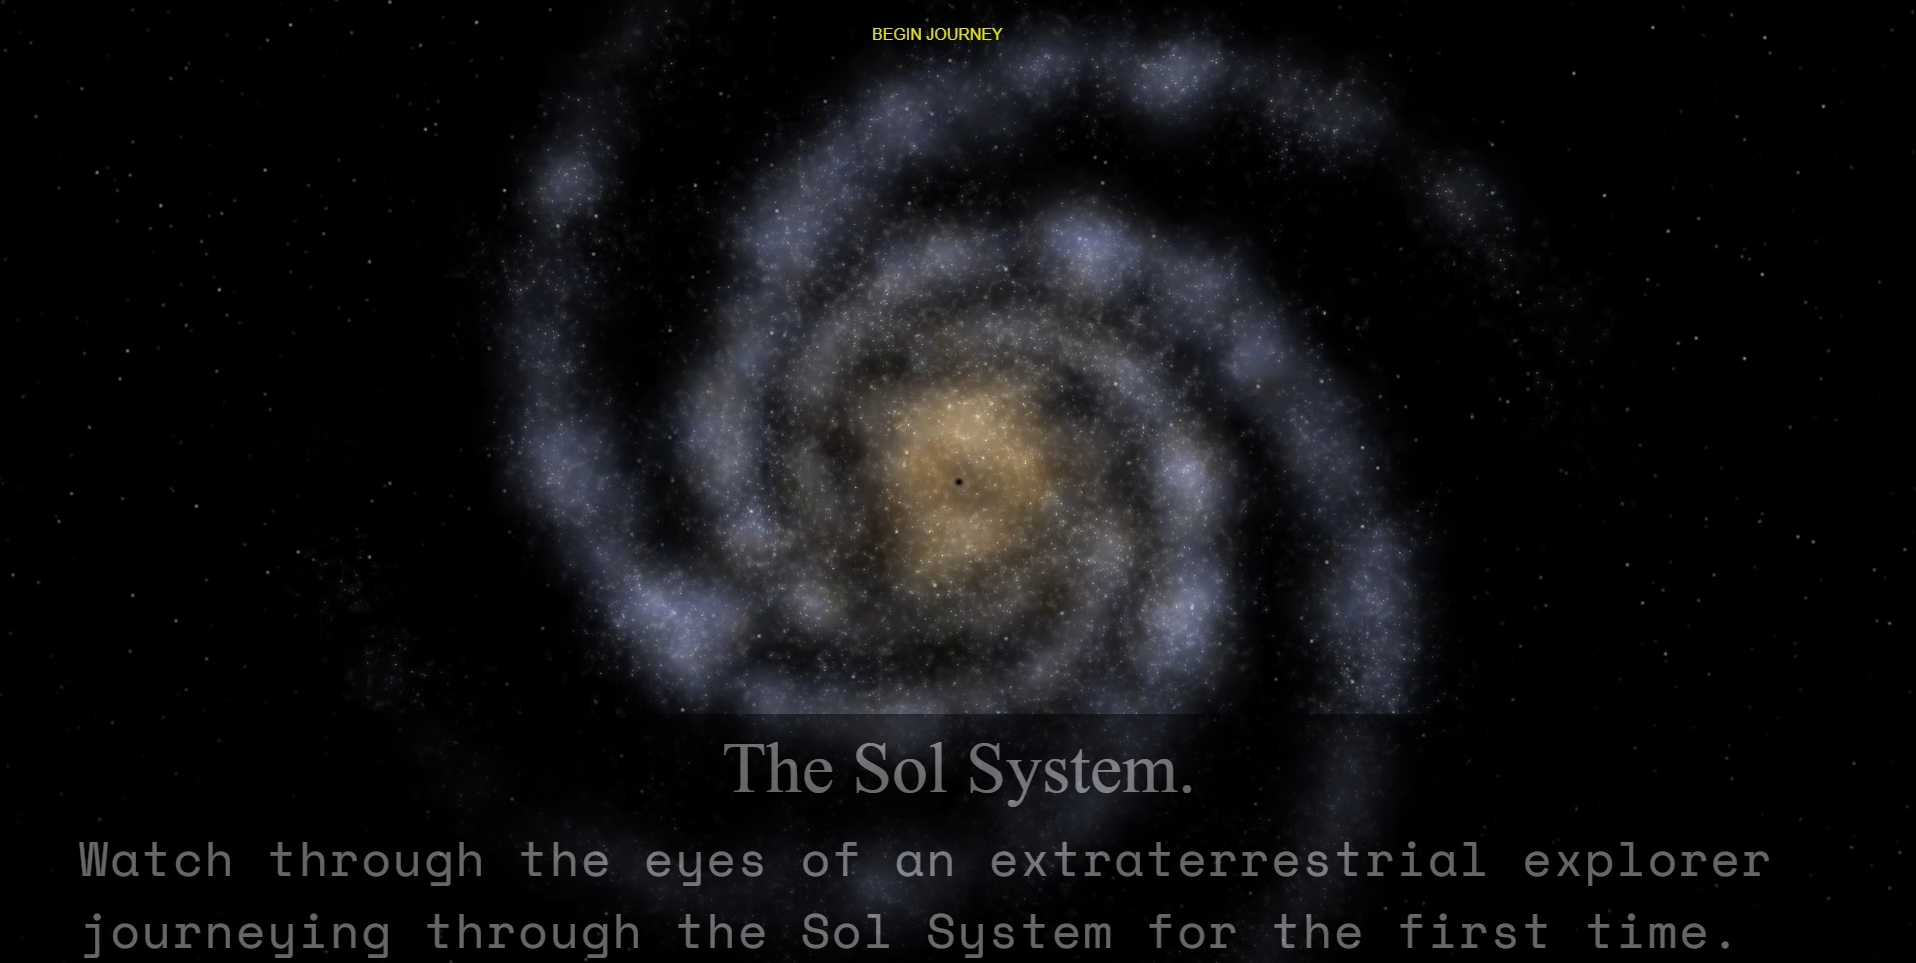 BEGIN JOURNEY
The Sol System.
Watch through the eyes of an extraterrestrial explorer
journeying through the Sol System for the first time.